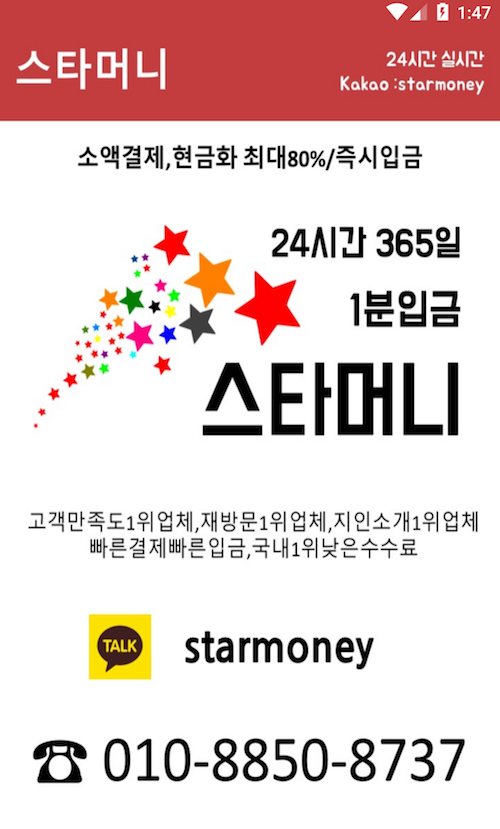 1:47
스타머니
24시간 실시간
Kakao :starmoney
소액결제,현금화 최대80%/즉시입금
24시간 365일
1분입금
스타머니
고객만족도1위업체,재방문1위업체,지인소개1위업체
빠른결제빠른입금,국내1위낮은수수료
TALK
starmoney
010-8850-8737